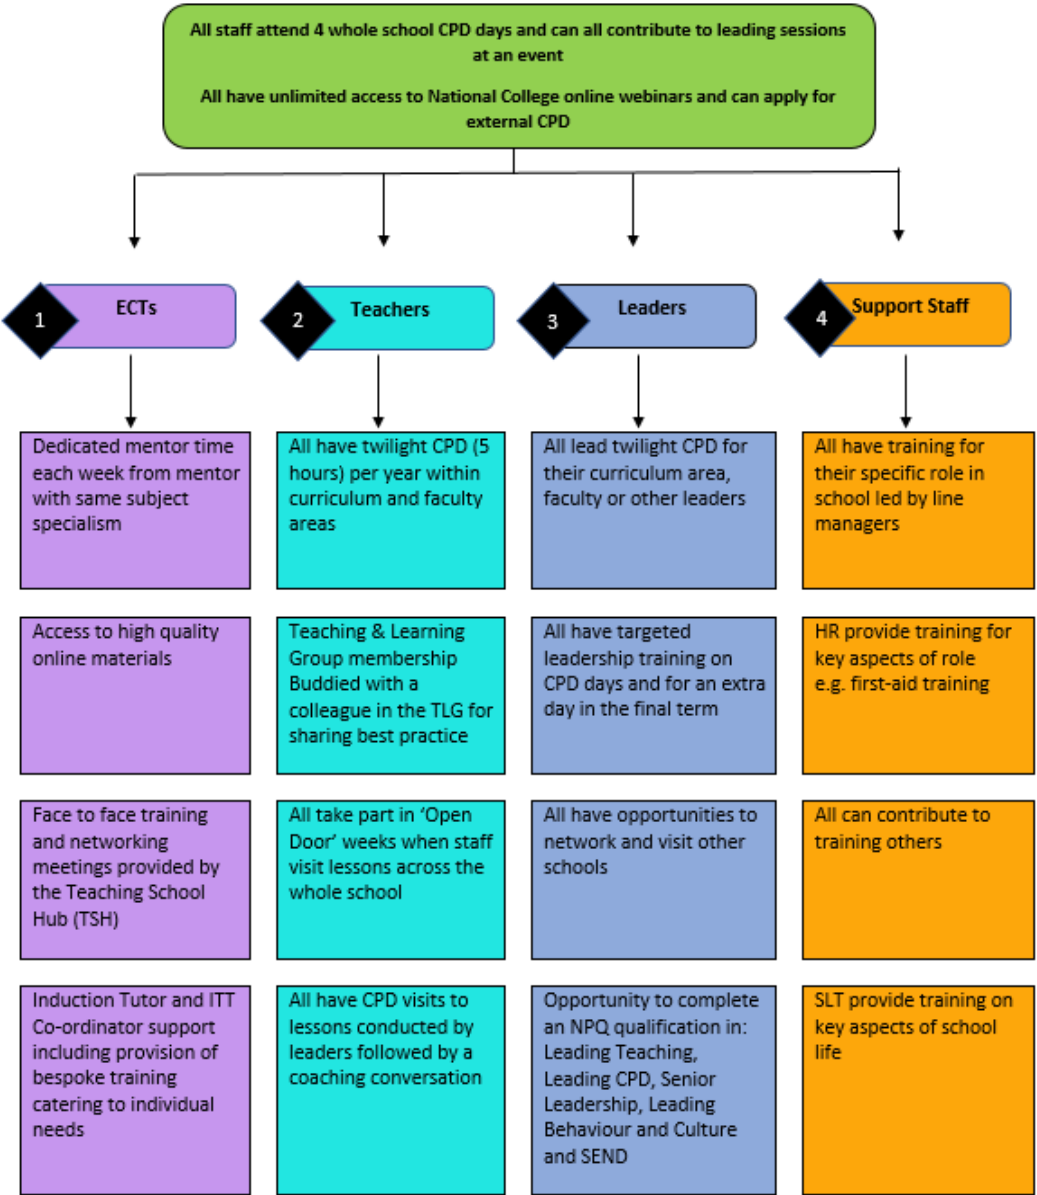 All staff attend 4 whole school CPD days and can all contribute to leading sessions
at an event
All have unlimited access to National College online webinars and can apply for
external CPD
1
ECTs
2
Teachers
3
Leaders
4
Support Staff
Dedicated mentor time
each week from mentor
with same subject
specialism
All have twilight CPD (5
hours) per year within
curriculum and faculty
areas
All lead twilight CPD for
their curriculum area,
faculty or other leaders
All have training for
their specific role in
school led by line
managers
Access to high quality
online materials
Teaching & Learning
Group membership
Buddied with a
colleague in the TLG for
sharing best practice
All have targeted
leadership training on
CPD days and for an extra
day in the final term
HR provide training for
key aspects of role
e.g. first-aid training
Face to face training
and networking
meetings provided by
the Teaching School
Hub (TSH)
All take part in ‘Open
Door’ weeks when staff
visit lessons across the
whole school
All have opportunities to
network and visit other
schools
All can contribute to
training others
Induction Tutor and ITT
Co-ordinator support
including provision of
bespoke training
catering to individual
needs
All have CPD visits to
lessons conducted by
leaders followed by a
coaching conversation
Opportunity to complete
an NPQ qualification in:
Leading Teaching,
Leading CPD, Senior
Leadership, Leading
Behaviour and Culture
and SEND
SLT provide training on
key aspects of school
life